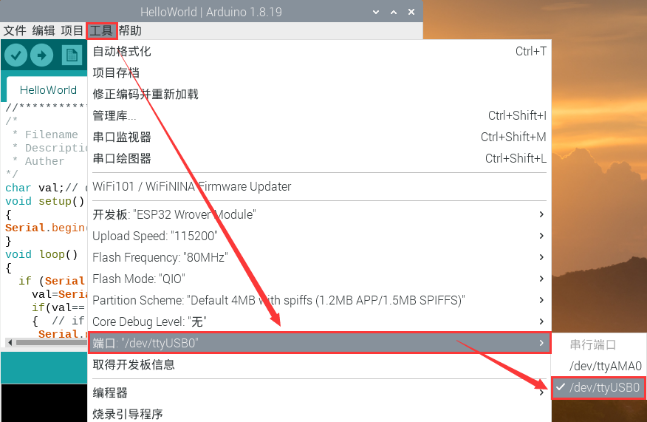 HelloWorld | Arduino 1.8.19
文件 编辑 项目 工具 帮助
HelloWorld
//***********
/*
* Filename
* Descriptio
* Auther
*/
char val;//
void setup()
{
Serial.begin
}
void loop()
{
if (Serial
val=Seria
if(val==
{ // if
Serial.
自动格式化 Ctrl+T
项目存档
修正编码并重新加载
管理库... Ctrl+Shift+I
串口监视器 Ctrl+Shift+M
串口绘图器 Ctrl+Shift+L
WiFi101 / WiFiNINA Firmware Updater
开发板: "ESP32 Wrover Module"
Upload Speed: "115200"
Flash Frequency: "80MHz"
Flash Mode: "QIO"
Partition Scheme: "Default 4MB with spiffs (1.2MB APP/1.5MB SPIFFS)"
Core Debug Level: "无"
端口: "/dev/ttyUSB0"
取得开发板信息
编程器
烧录引导程序
串行端口
/dev/ttyAMA0
/dev/ttyUSB0